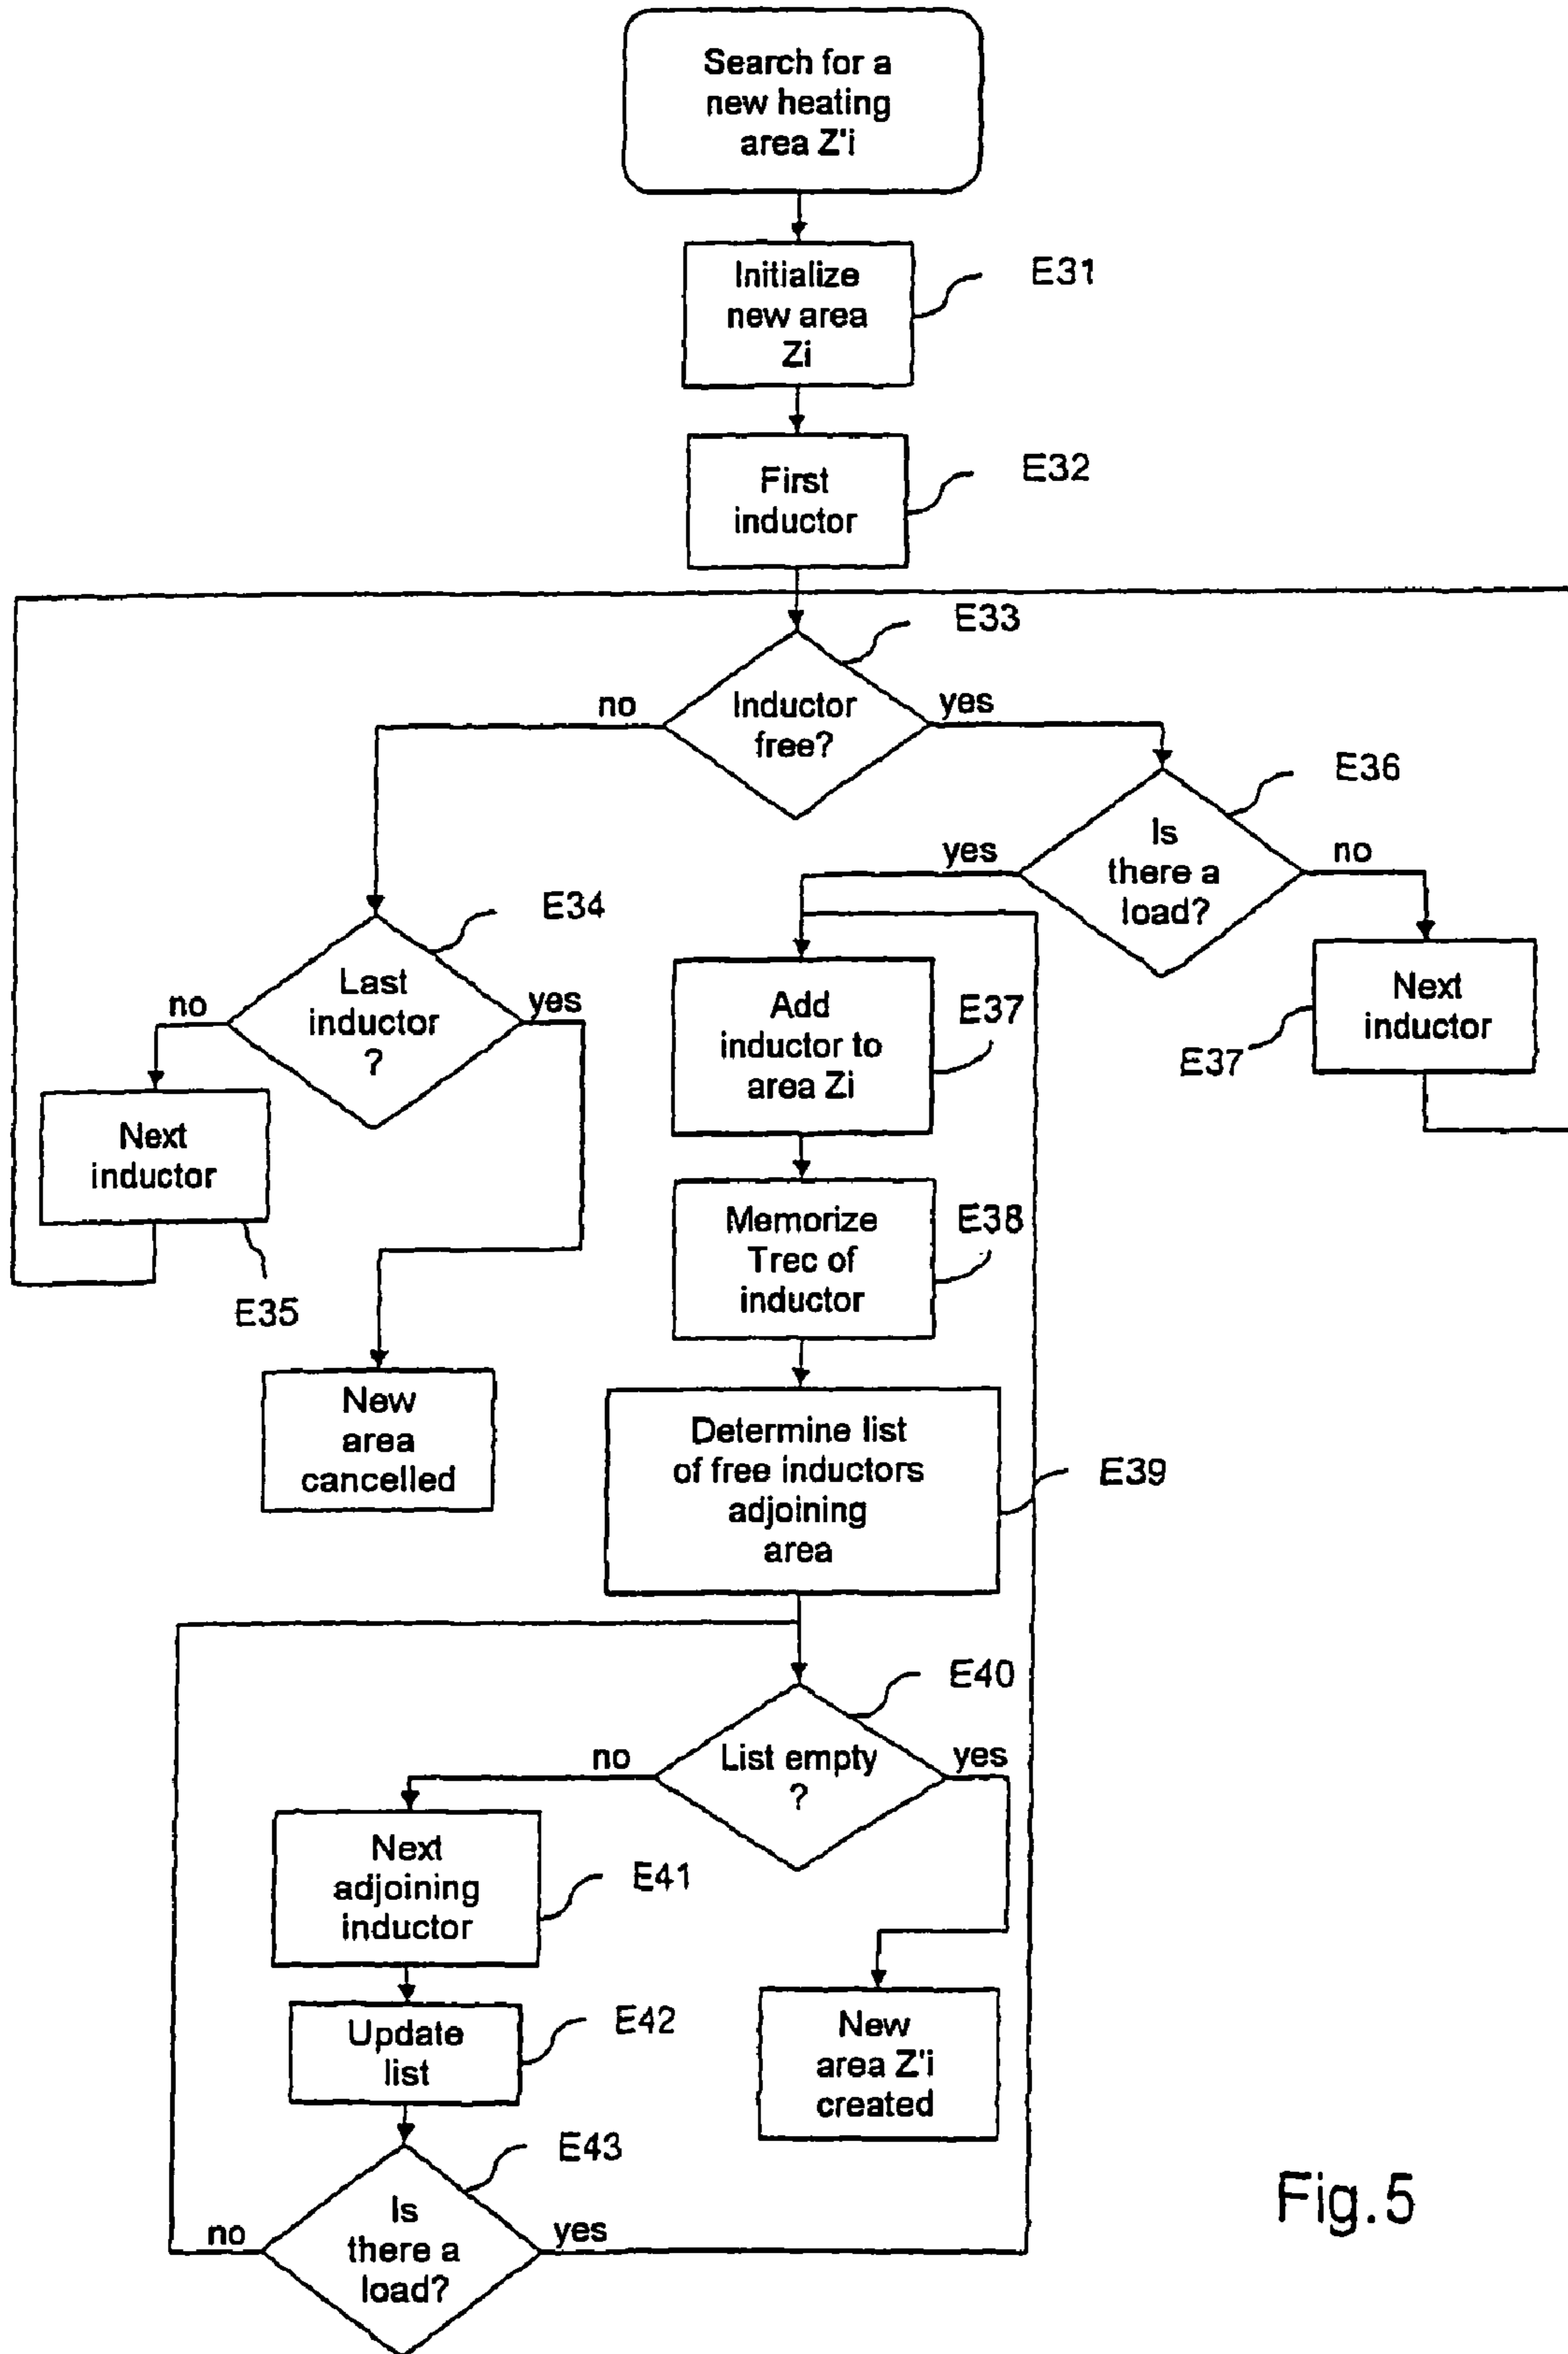 Search for a
new heating
area Z'i
Initialize
new area
Zi
E31
First
inductor
E32
E33
Inductor
free?
no
yes
E36
Is
there a
load?
yes
no
E34
Last
inductor
?
no
yes
Next
inductor
E35
New
area
cancelled
Add
inductor to
area Zi
E37
Next
inductor
E37
Memorize
Trec of
inductor
E38
Determine list
of free inductors
adjoining
area
E39
E40
List empty
?
no
yes
Next
adjoining
inductor
E41
Update
list
E42
New
area Z'i
created
E43
Is
there a
load?
no
yes
Fig.5